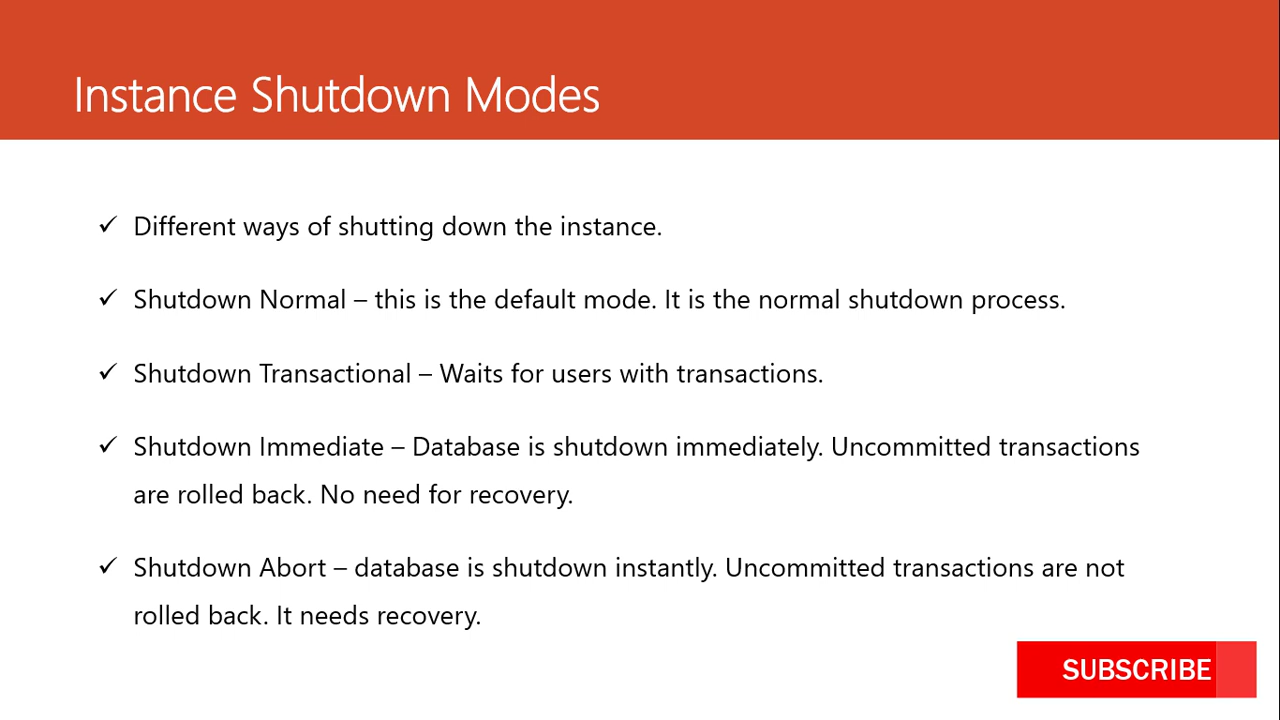 Instance Shutdown Modes
✓ Different ways of shutting down the instance.
✓ Shutdown Normal – this is the default mode. It is the normal shutdown process.
✓ Shutdown Transactional – Waits for users with transactions.
✓ Shutdown Immediate – Database is shutdown immediately. Uncommitted transactions
are rolled back. No need for recovery.
✓ Shutdown Abort – database is shutdown instantly. Uncommitted transactions are not
rolled back. It needs recovery.
SUBSCRIBE